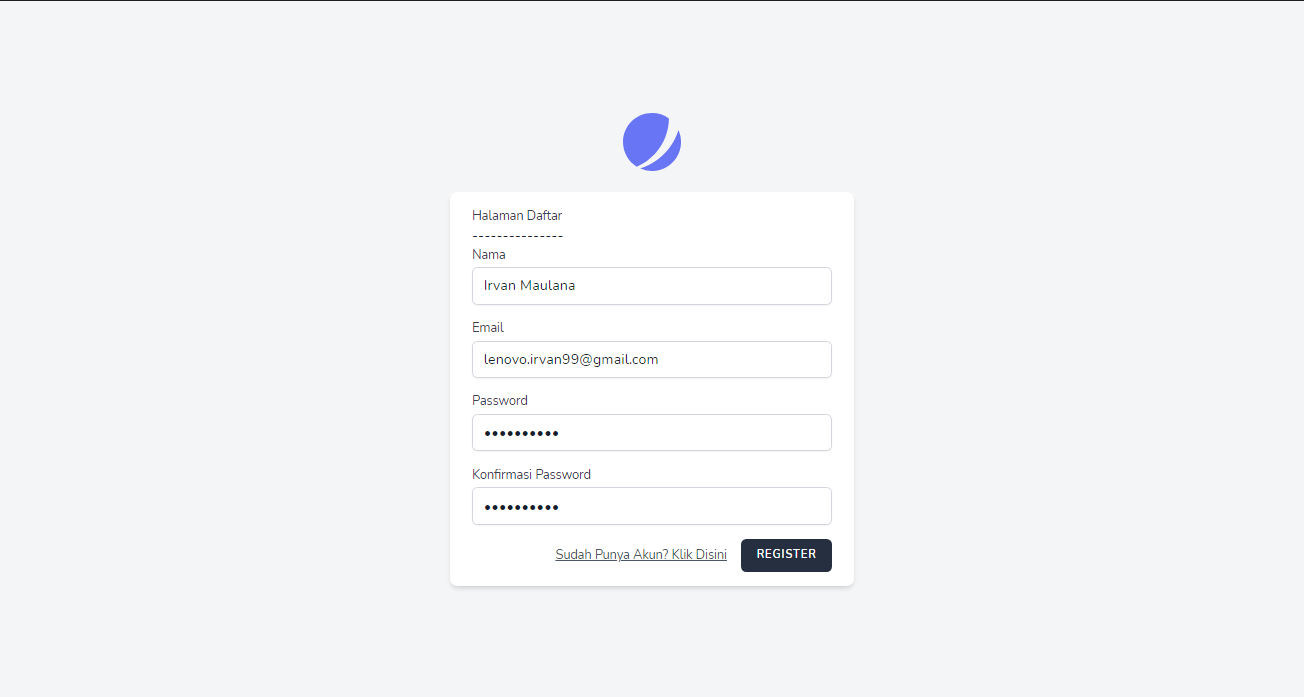 Halaman Daftar
---------------
Nama
Irvan Maulana
Email
lenovo.irvan99@gmail.com
Password
••••••••••
Konfirmasi Password
••••••••••
Sudah Punya Akun? Klik Disini REGISTER